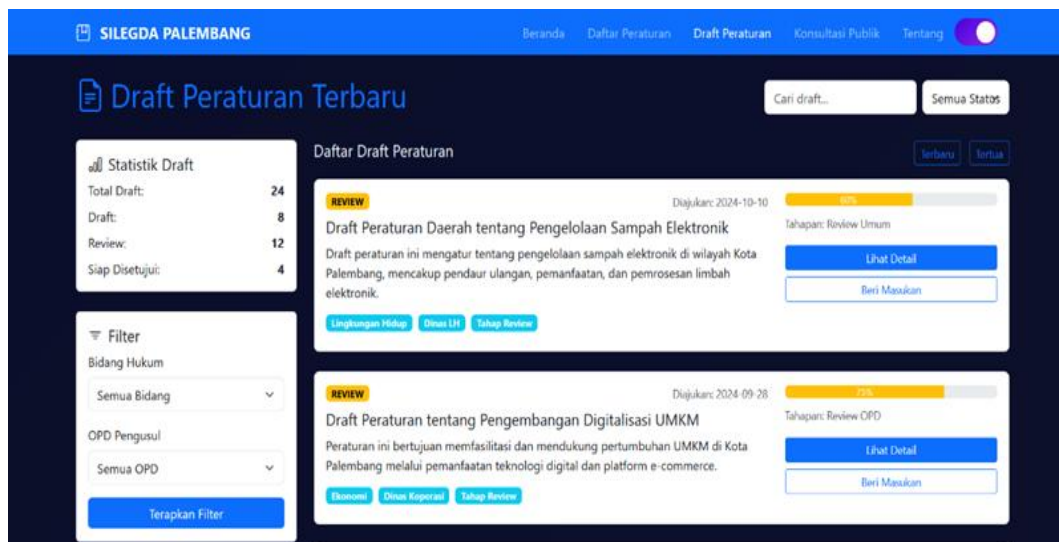 SILEGDA PALEMBANG
Beranda Daftar Peraturan Draft Peraturan Konsultasi Publik Tentang
Draft Peraturan Terbaru
Cari draft...
Semua Status
Statistik Draft
Total Draft: 24
Draft: 8
Review: 12
Siap Disetujui: 4
Filter
Bidang Hukum
Semua Bidang
OPD Pengusul
Semua OPD
Terapkan Filter
Daftar Draft Peraturan
Terbaru Tertua
REVIEW
Diajukan: 2024-10-10
Draft Peraturan Daerah tentang Pengelolaan Sampah Elektronik
Draft peraturan ini mengatur tentang pengelolaan sampah elektronik di wilayah Kota
Palembang, mencakup pendaur ulangan, pemanfaatan, dan pemrosesan limbah
elektronik.
Lingkungan Hidup Dinas LH Tahap Review
60%
Tahapan: Review Umum
Lihat Detail
Beri Masukan
REVIEW
Diajukan: 2024-09-28
Draft Peraturan tentang Pengembangan Digitalisasi UMKM
Peraturan ini bertujuan memfasilitasi dan mendukung pertumbuhan UMKM di Kota
Palembang melalui pemanfaatan teknologi digital dan platform e-commerce.
Ekonomi Dinas Koperasi Tahap Review
75%
Tahapan: Review OPD
Lihat Detail
Beri Masukan